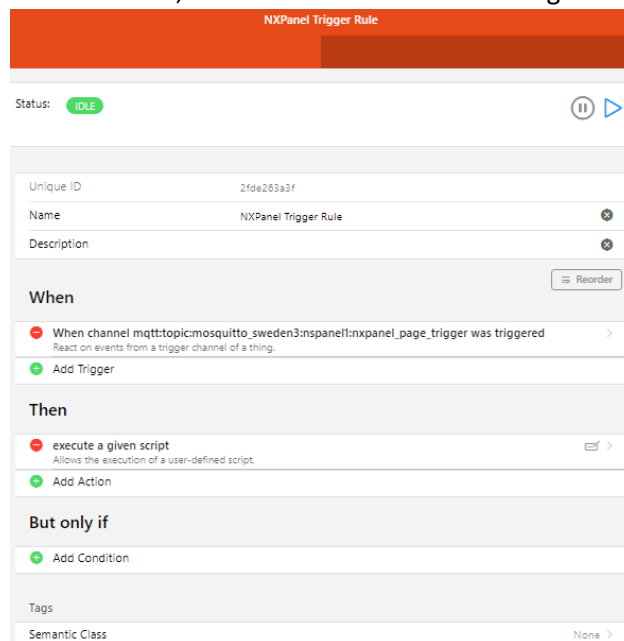 NXPanel Trigger Rule
Status: IDLE
Unique ID 2fde263a3f
Name NXPanel Trigger Rule
Description
Reorder
When
When channel mqtt:topic:mosquitto_sweden3:nspanel1:nxpanel_page_trigger was triggered
React on events from a trigger channel of a thing.
Add Trigger
Then
execute a given script
Allows the execution of a user-defined script.
Add Action
But only if
Add Condition
Tags
Semantic Class None